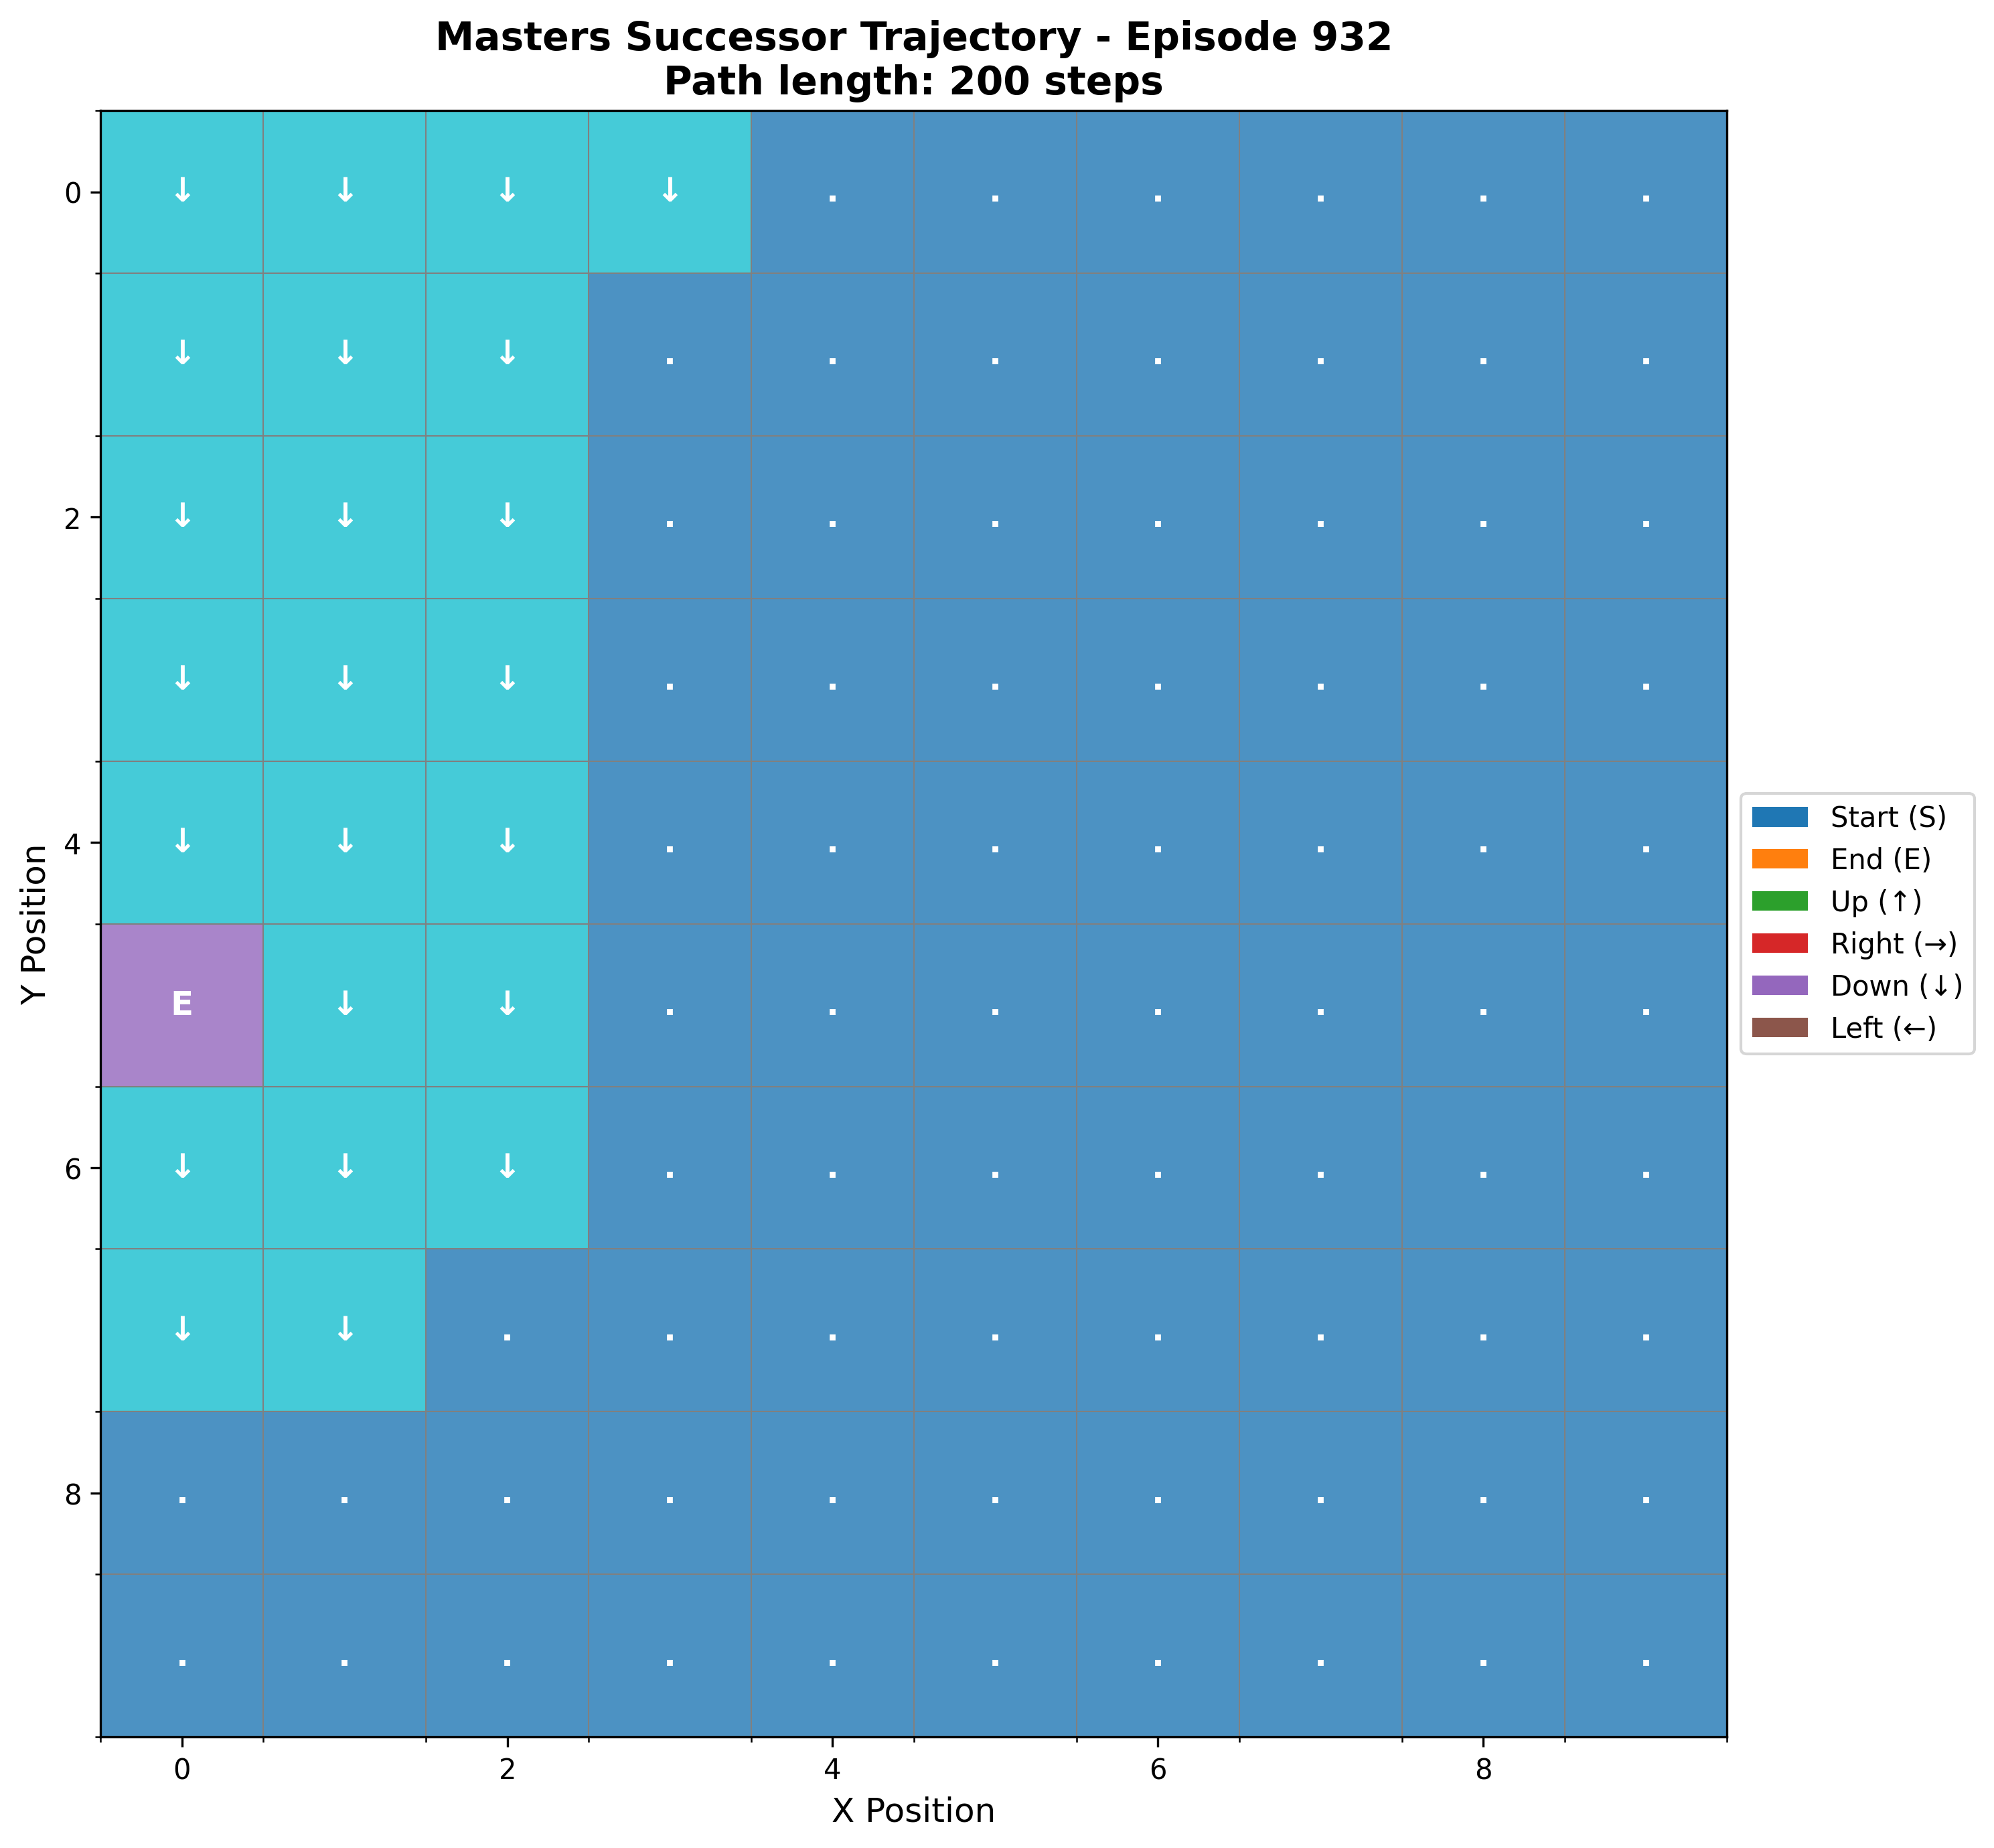 Masters Successor Trajectory - Episode 932
Path length: 200 steps
0 ↓ ↓ ↓ ↓ . . . . . .
↓ ↓ ↓ . . . . . . .
2 ↓ ↓ ↓ . . . . . . .
↓ ↓ ↓ . . . . . . .
4 ↓ ↓ ↓ . . . . . . .
E ↓ ↓ . . . . . . .
6 ↓ ↓ ↓ . . . . . . .
↓ ↓ . . . . . . . .
8 . . . . . . . . . .
. . . . . . . . . .
0 2 4 6 8
X Position
Y Position
Start (S)
End (E)
Up (↑)
Right (→)
Down (↓)
Left (←)